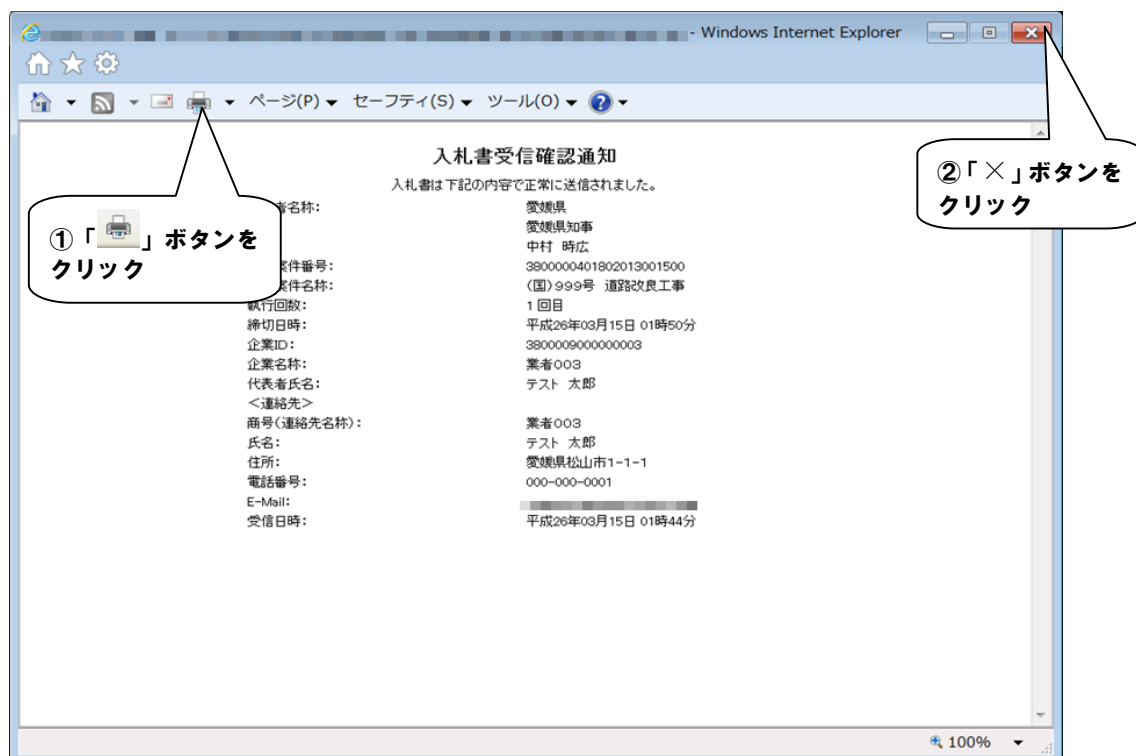 - Windows Internet Explorer
ページ(P) セーフティ(S) ツール(O)
入札書受信確認通知
入札書は下記の内容で正常に送信されました。
者名称： 愛媛県
愛媛県知事
中村 時広
案件番号： 3800000401802013001500
案件名称： (国)999号 道路改良工事
執行回数： 1回目
締切日時： 平成26年03月15日 01時50分
企業ID： 3800009000000003
企業名称： 業者003
代表者氏名： テスト 太郎
<連絡先>
商号(連絡先名称)： 業者003
氏名： テスト 太郎
住所： 愛媛県松山市1-1-1
電話番号： 000-000-0001
E-Mail：
受信日時： 平成26年03月15日 01時44分
①「 」ボタンを
クリック
②「×」ボタンを
クリック
100%